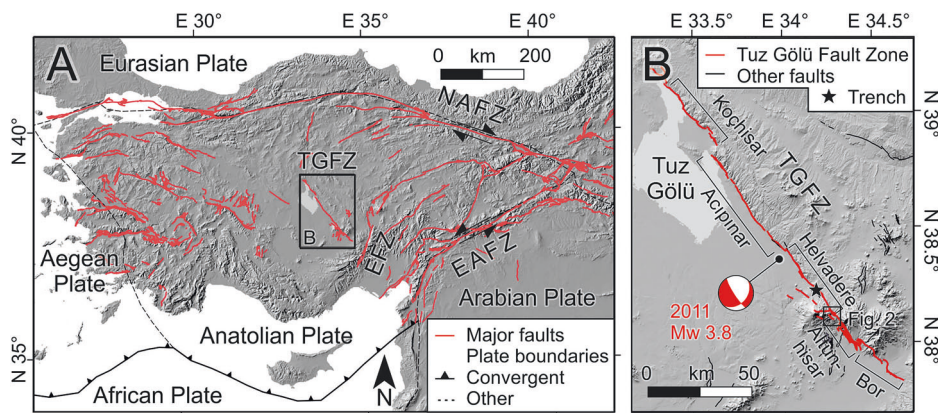 E 30°
E 35°
E 40°
A
Eurasian Plate
0
km
200
NAFZ
N 40°
TGFZ
B
EFZ
EAFZ
Aegean
Plate
Arabian Plate
Anatolian Plate
N 35°
African Plate
N
Major faults
Plate boundaries
Convergent
Other
E 33.5°
E 34°
E 34.5°
B
Tuz Gölü Fault Zone
Other faults
Trench
Koçhisar
N 39°
Tuz
Gölü
TGFZ
Acıpınar
Helvadere
N 38.5°
2011
Mw 3.8
Fig. 2
Altun-
hisar
N 38°
Bor
0
km
50